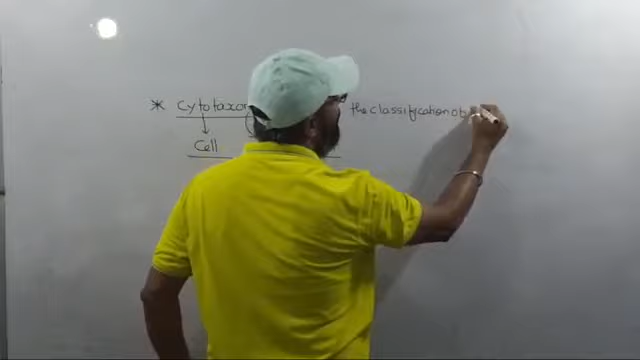 * Cytotaxon the classification of
Cell